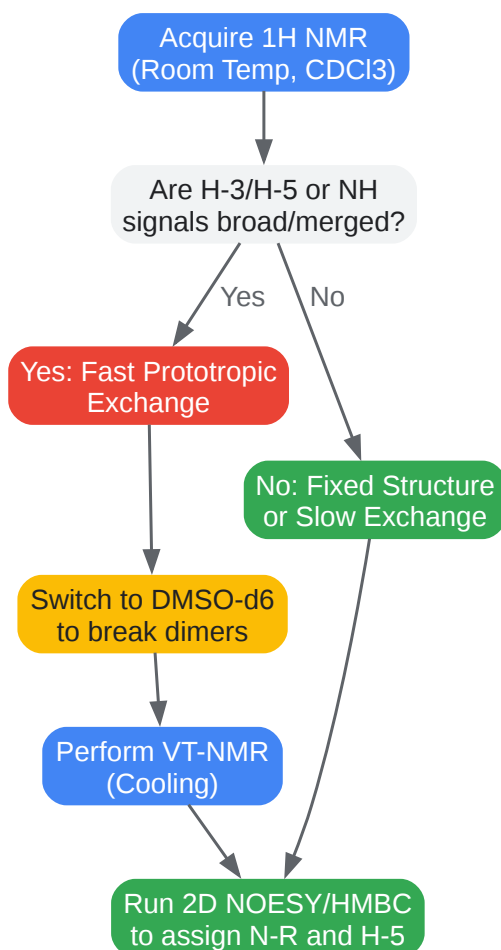 Acquire 1H NMR
(Room Temp, CDCl3)
Are H-3/H-5 or NH
signals broad/merged?
Yes
No
Yes: Fast Prototropic
Exchange
No: Fixed Structure
or Slow Exchange
Switch to DMSO-d6
to break dimers
Perform VT-NMR
(Cooling)
Run 2D NOESY/HMBC
to assign N-R and H-5